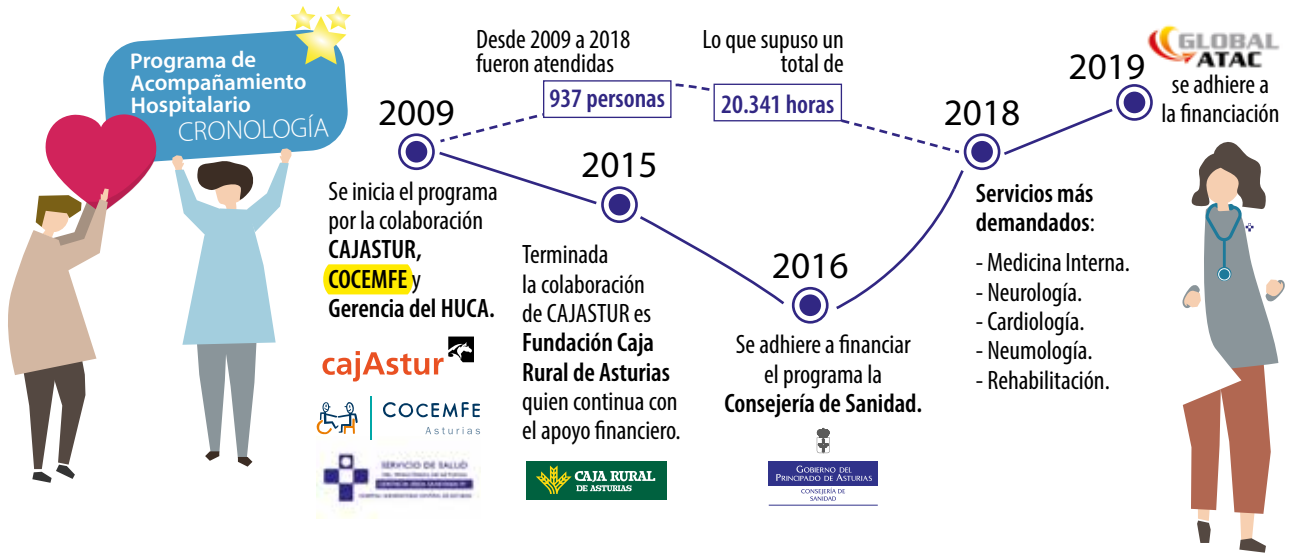 Programa de
Acompañamiento
Hospitalario
CRONOLOGÍA
2009
Se inicia el programa
por la colaboración
CAJASTUR,
COCEMFE y
Gerencia del HUCA.
cajAstur
COCEMFE
Asturias
SERVICIO DE SALUD
DEL PRINCIPADO DE ASTURIAS
Desde 2009 a 2018
fueron atendidas
937 personas
Lo que supuso un
total de
20.341 horas
2015
Terminada
la colaboración
de CAJASTUR es
Fundación Caja
Rural de Asturias
quien continua con
el apoyo financiero.
CAJA RURAL
DE ASTURIAS
2016
Se adhiere a financiar
el programa la
Consejería de Sanidad.
GOBIERNO DEL
PRINCIPADO DE ASTURIAS
CONSEJERÍA DE
SANIDAD
2018
Servicios más
demandados:
- Medicina Interna.
- Neurología.
- Cardiología.
- Neumología.
- Rehabilitación.
2019
GLOBAL
ATAC
se adhiere a
la financiación